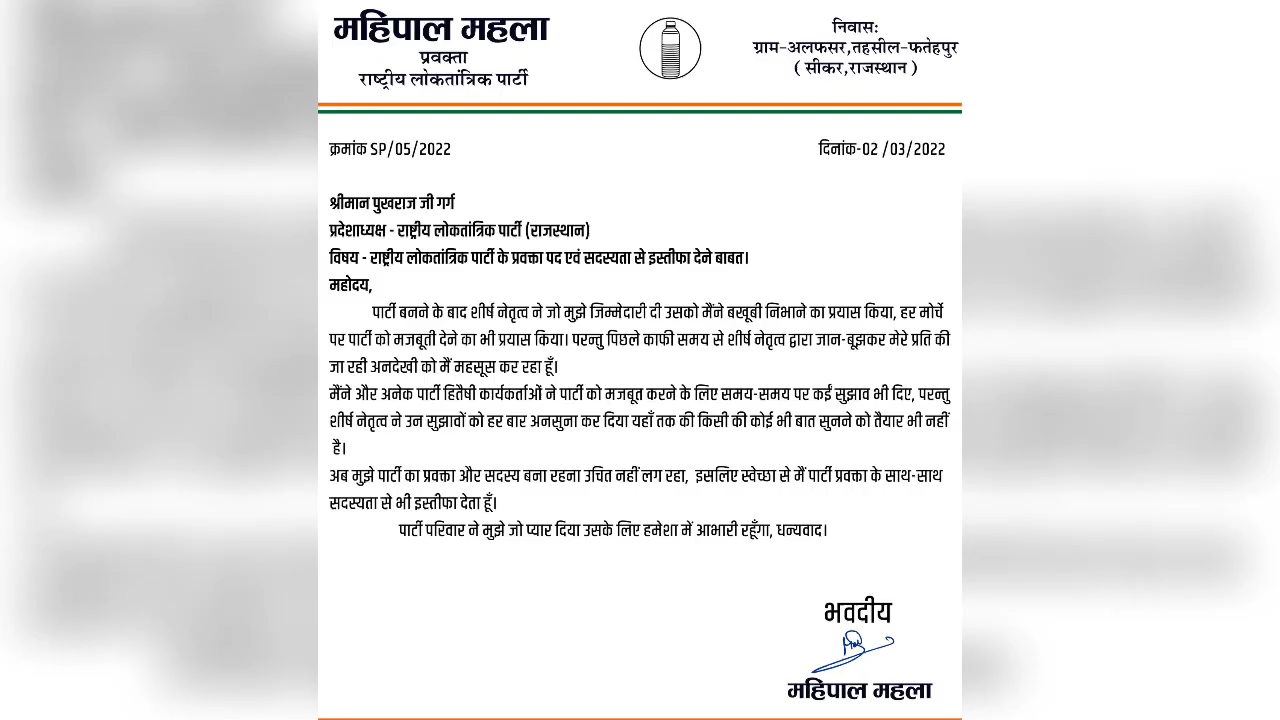 महिपाल महला
प्रवक्ता
राष्ट्रीय लोकतांत्रिक पार्टी
निवासः
ग्राम-अलफसर,तहसील-फतेहपुर
( सीकर,राजस्थान )
क्रमांक SP/05/2022
दिनांक-02 /03/2022
श्रीमान पुखराज जी गर्ग
प्रदेशाध्यक्ष - राष्ट्रीय लोकतांत्रिक पार्टी (राजस्थान)
विषय - राष्ट्रीय लोकतांत्रिक पार्टी के प्रवक्ता पद एवं सदस्यता से इस्तीफा देने बाबत।
महोदय,
पार्टी बनने के बाद शीर्ष नेतृत्व ने जो मुझे जिम्मेदारी दी उसको मैंने बखूबी निभाने का प्रयास किया, हर मोर्चे
पर पार्टी को मजबूती देने का भी प्रयास किया। परन्तु पिछले काफी समय से शीर्ष नेतृत्व द्वारा जान-बूझकर मेरे प्रति की
जा रही अनदेखी को मैं महसूस कर रहा हूँ।
मैंने और अनेक पार्टी हितैषी कार्यकर्ताओं ने पार्टी को मजबूत करने के लिए समय-समय पर कईं सुझाव भी दिए, परन्तु
शीर्ष नेतृत्व ने उन सुझावों को हर बार अनसुना कर दिया यहाँ तक की किसी की कोई भी बात सुनने को तैयार भी नहीं
है।
अब मुझे पार्टी का प्रवक्ता और सदस्य बना रहना उचित नहीं लग रहा, इसलिए स्वेच्छा से मैं पार्टी प्रवक्ता के साथ-साथ
सदस्यता से भी इस्तीफा देता हूँ।
पार्टी परिवार ने मुझे जो प्यार दिया उसके लिए हमेशा में आभारी रहूँगा, धन्यवाद।
भवदीय
महिपाल महला